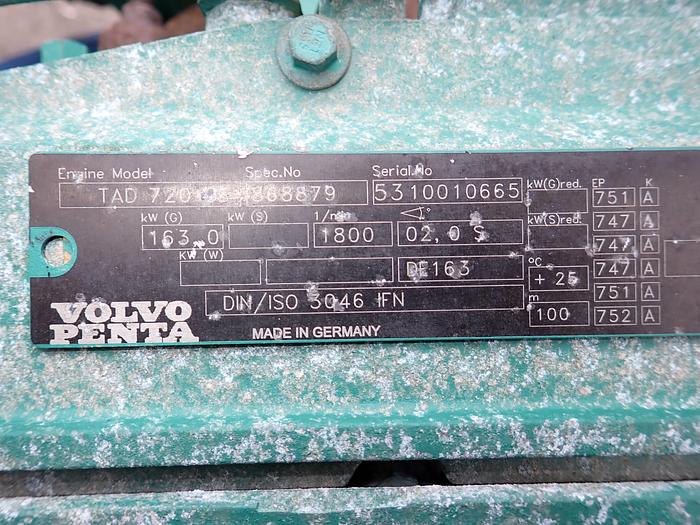 Engine Model Spec.No Serial.No
TAD 720 868879 5310010665
kW(G)red. EP K
751 A
kW (G) kW (S) 1/min ∢°
163,0 1800 02,0 S
kW(S)red. 747 A
747 A
KW (W)
DE163
°C
+ 25 747 A
751 A
DIN/ISO 3046 IFN
m
100 752 A
VOLVO
PENTA
MADE IN GERMANY